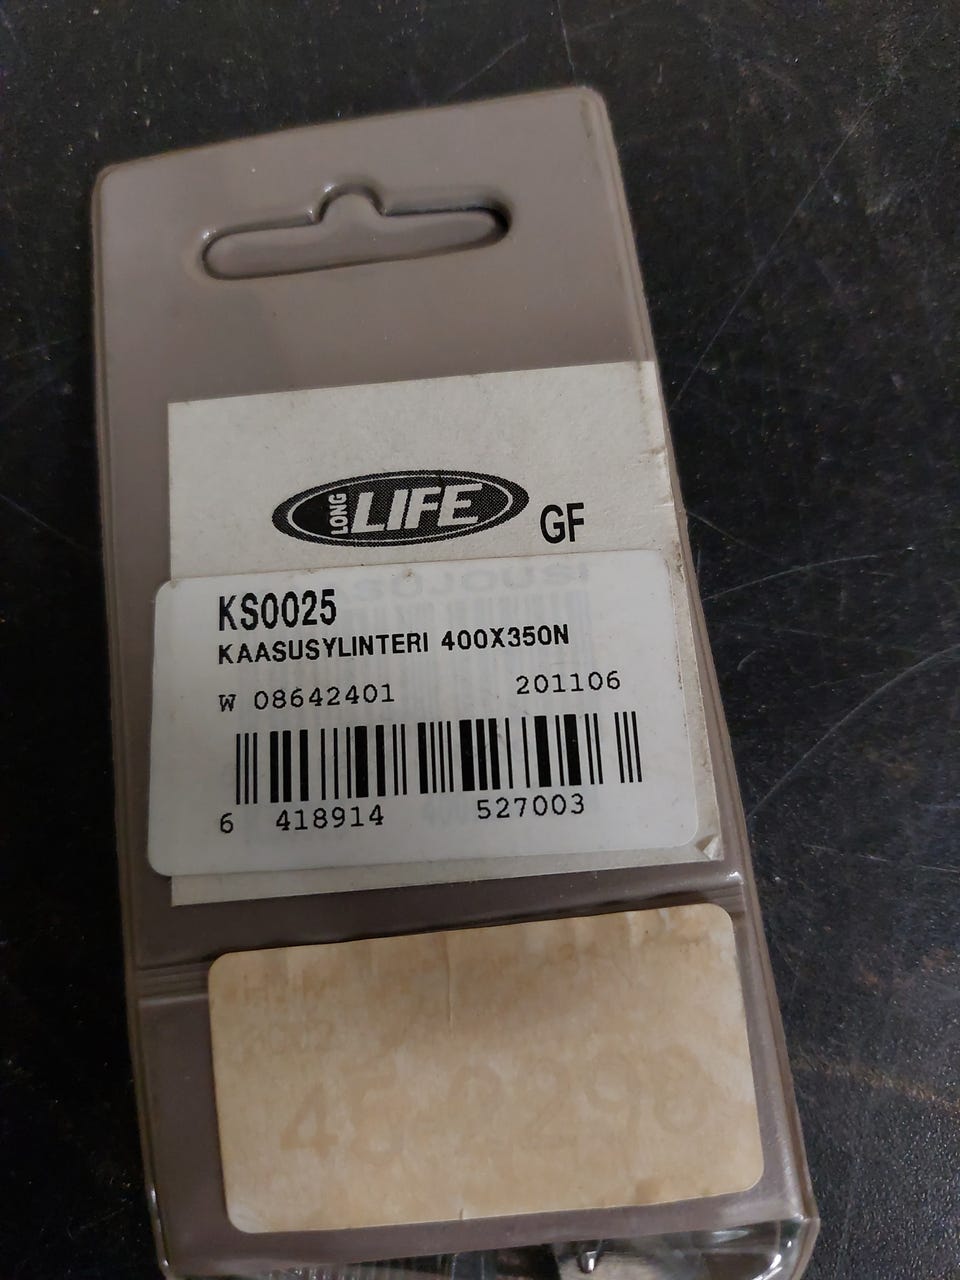 LONG LIFE GF
KS0025
KAASUSYLINTERI 400X350N
W 08642401 201106
6 418914 527003